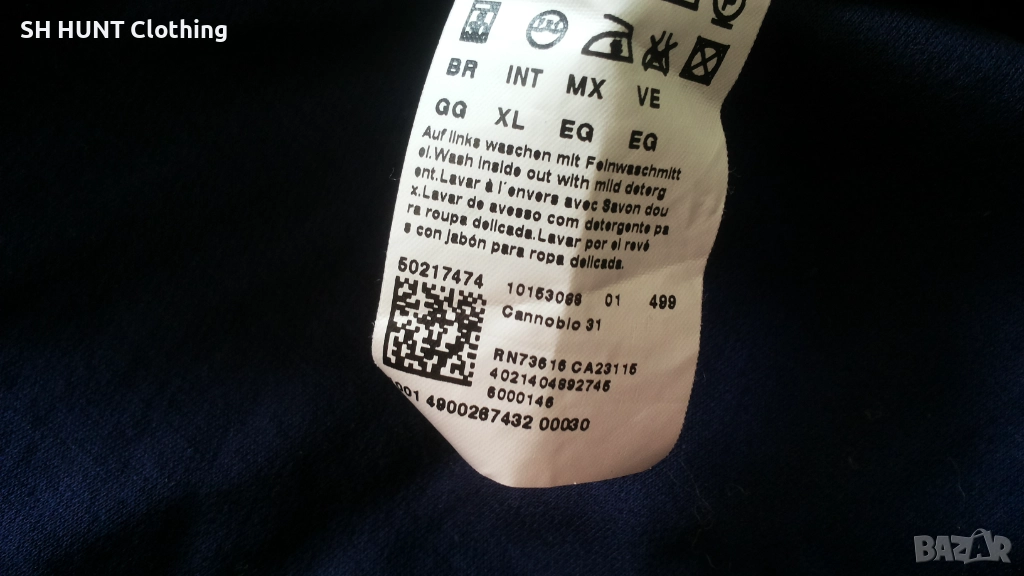 SH HUNT Clothing
BR INT MX VE
GG XL EG EG
Auf links waschen mit Feinwaschmitt
el.Wash inside out with mild deterg
ent.Lavar à l'envers avec Savon dou
x.Lavar de avesso com detergente pa
ra roupa delicada.Lavar por el revé
s con jabón para ropa delicada.
50217474
10153088 01 499
Cannobio 31
RN73616 CA23115
4021404892745
6000146
001 4900267432 00030
BAZAR